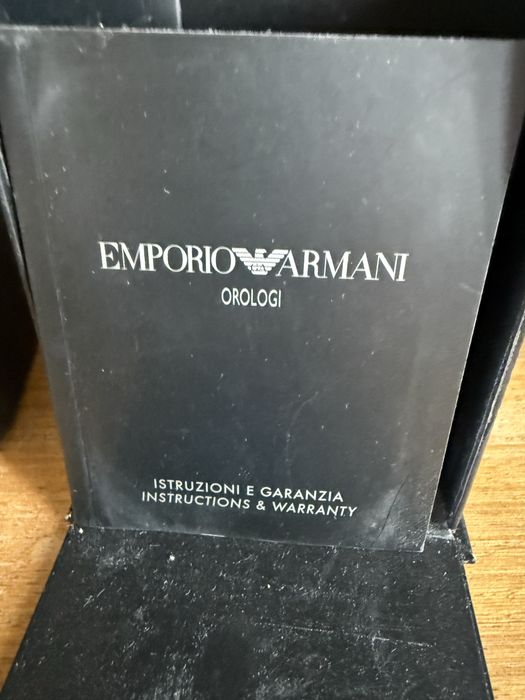 EMPORIO ARMANI
OROLOGI
ISTRUZIONI E GARANZIA
INSTRUCTIONS & WARRANTY